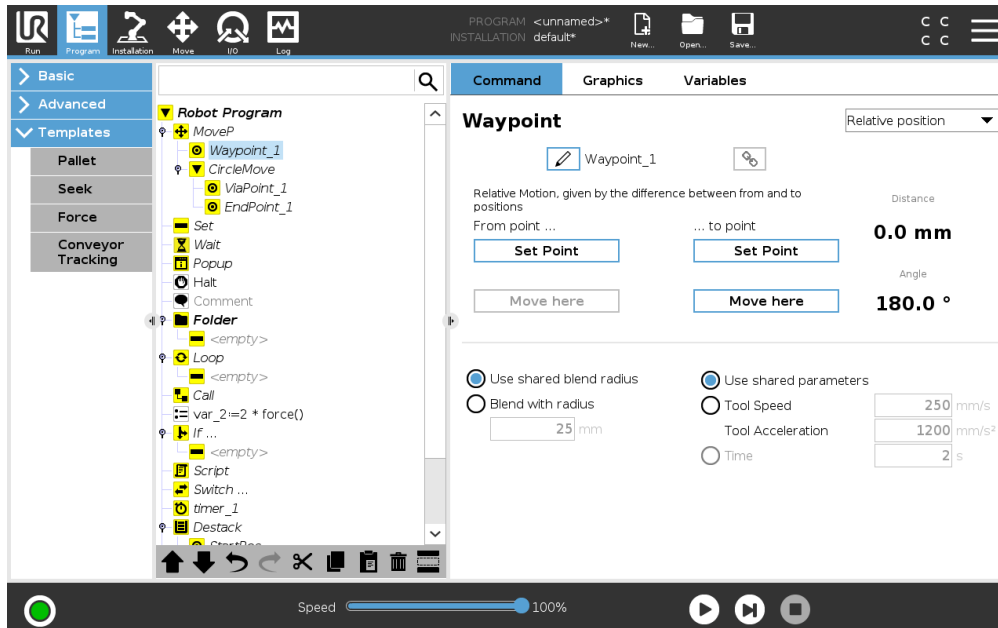 Run
Program
Installation
Move
I/O
Log
PROGRAM <unnamed>*
INSTALLATION default*
New...
Open...
Save...
C C
C C
Basic
Advanced
Templates
Pallet
Seek
Force
Conveyor
Tracking
Robot Program
MoveP
Waypoint_1
CircleMove
ViaPoint_1
EndPoint_1
Set
Wait
Popup
Halt
Comment
Folder
<empty>
Loop
<empty>
Call
var_2:=2 * force()
If ...
<empty>
Script
Switch ...
timer_1
Destack
Command
Graphics
Variables
Waypoint
Relative position
Waypoint_1
Relative Motion, given by the difference between from and to
positions
Distance
From point ...
... to point
0.0 mm
Set Point
Set Point
Angle
Move here
Move here
180.0 °
Use shared blend radius
Use shared parameters
Blend with radius
Tool Speed
250 mm/s
25 mm
Tool Acceleration
1200 mm/s²
Time
2 s
Speed
100%